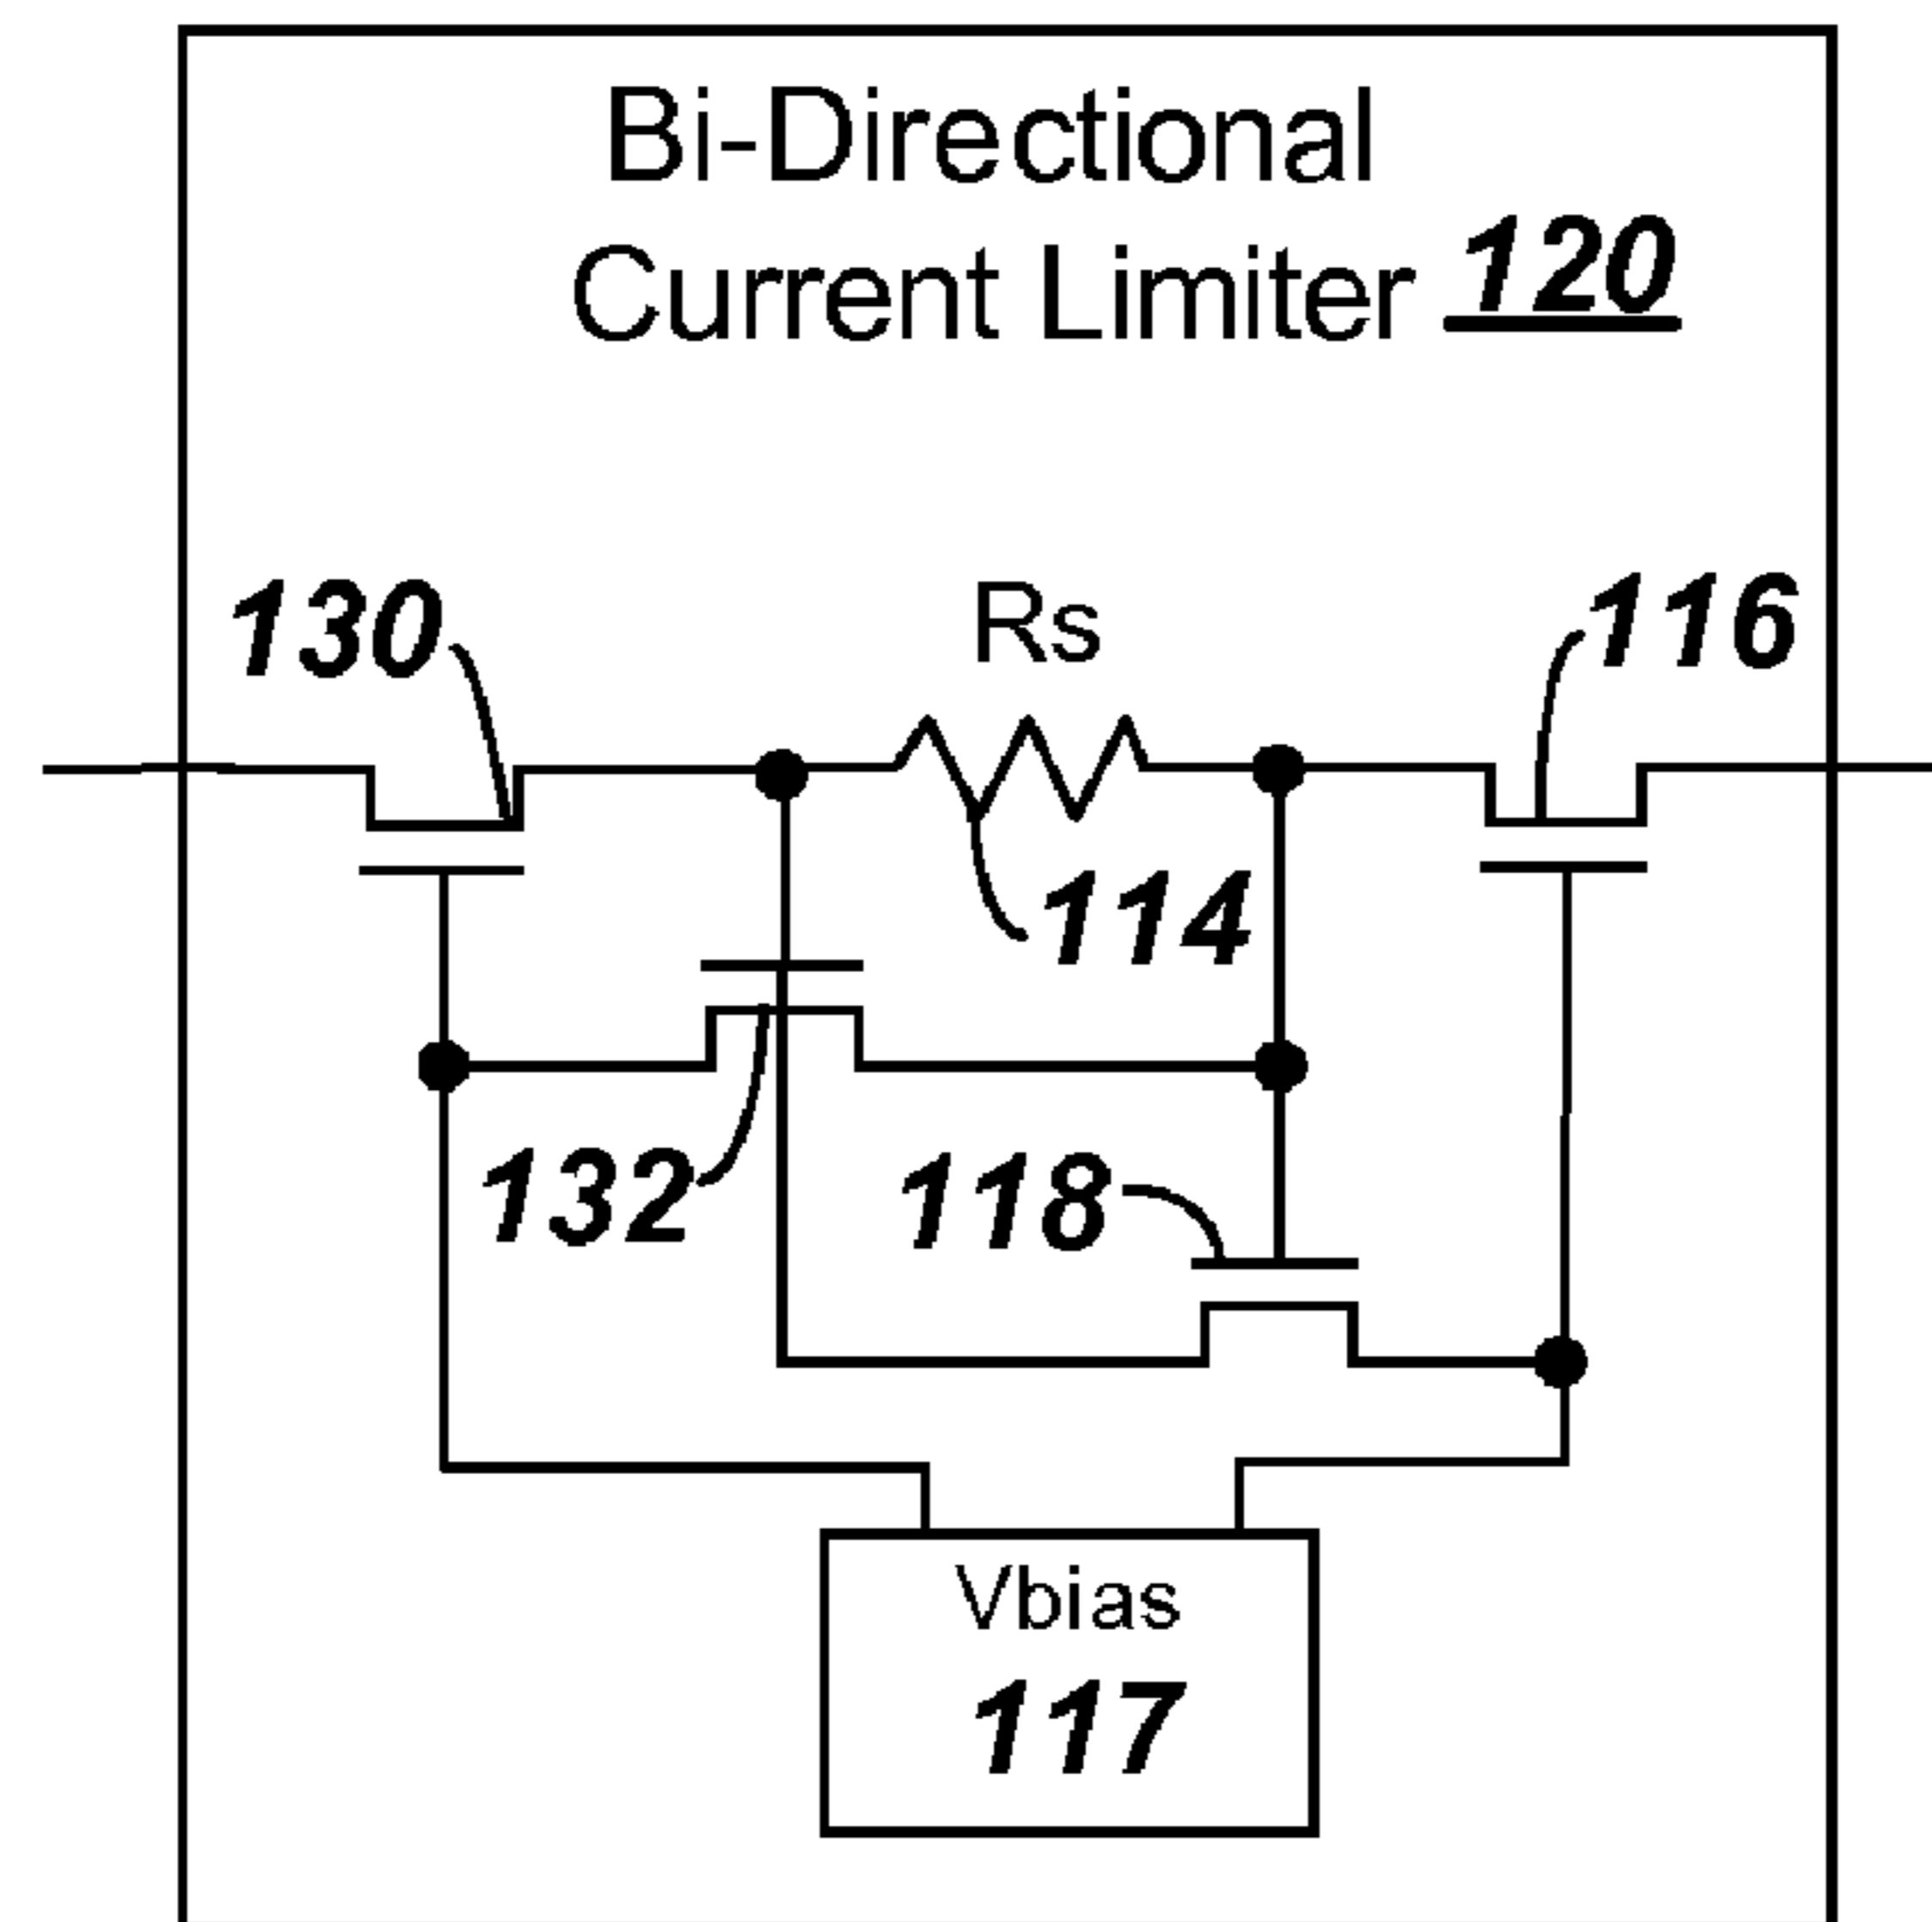 Bi-Directional
Current Limiter 120
130
Rs
116
114
132
118
Vbias
117